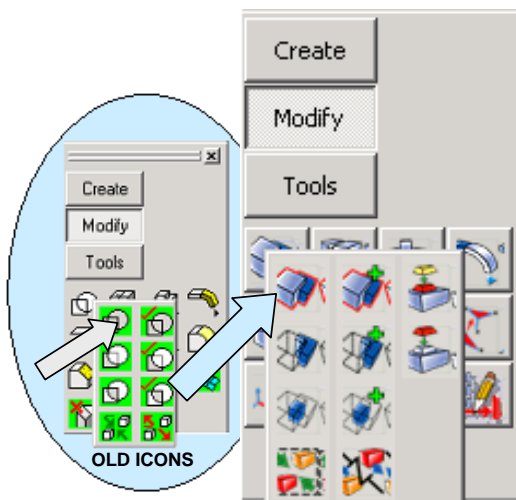 Create
Modify
Tools
Create
Modify
Tools
OLD ICONS